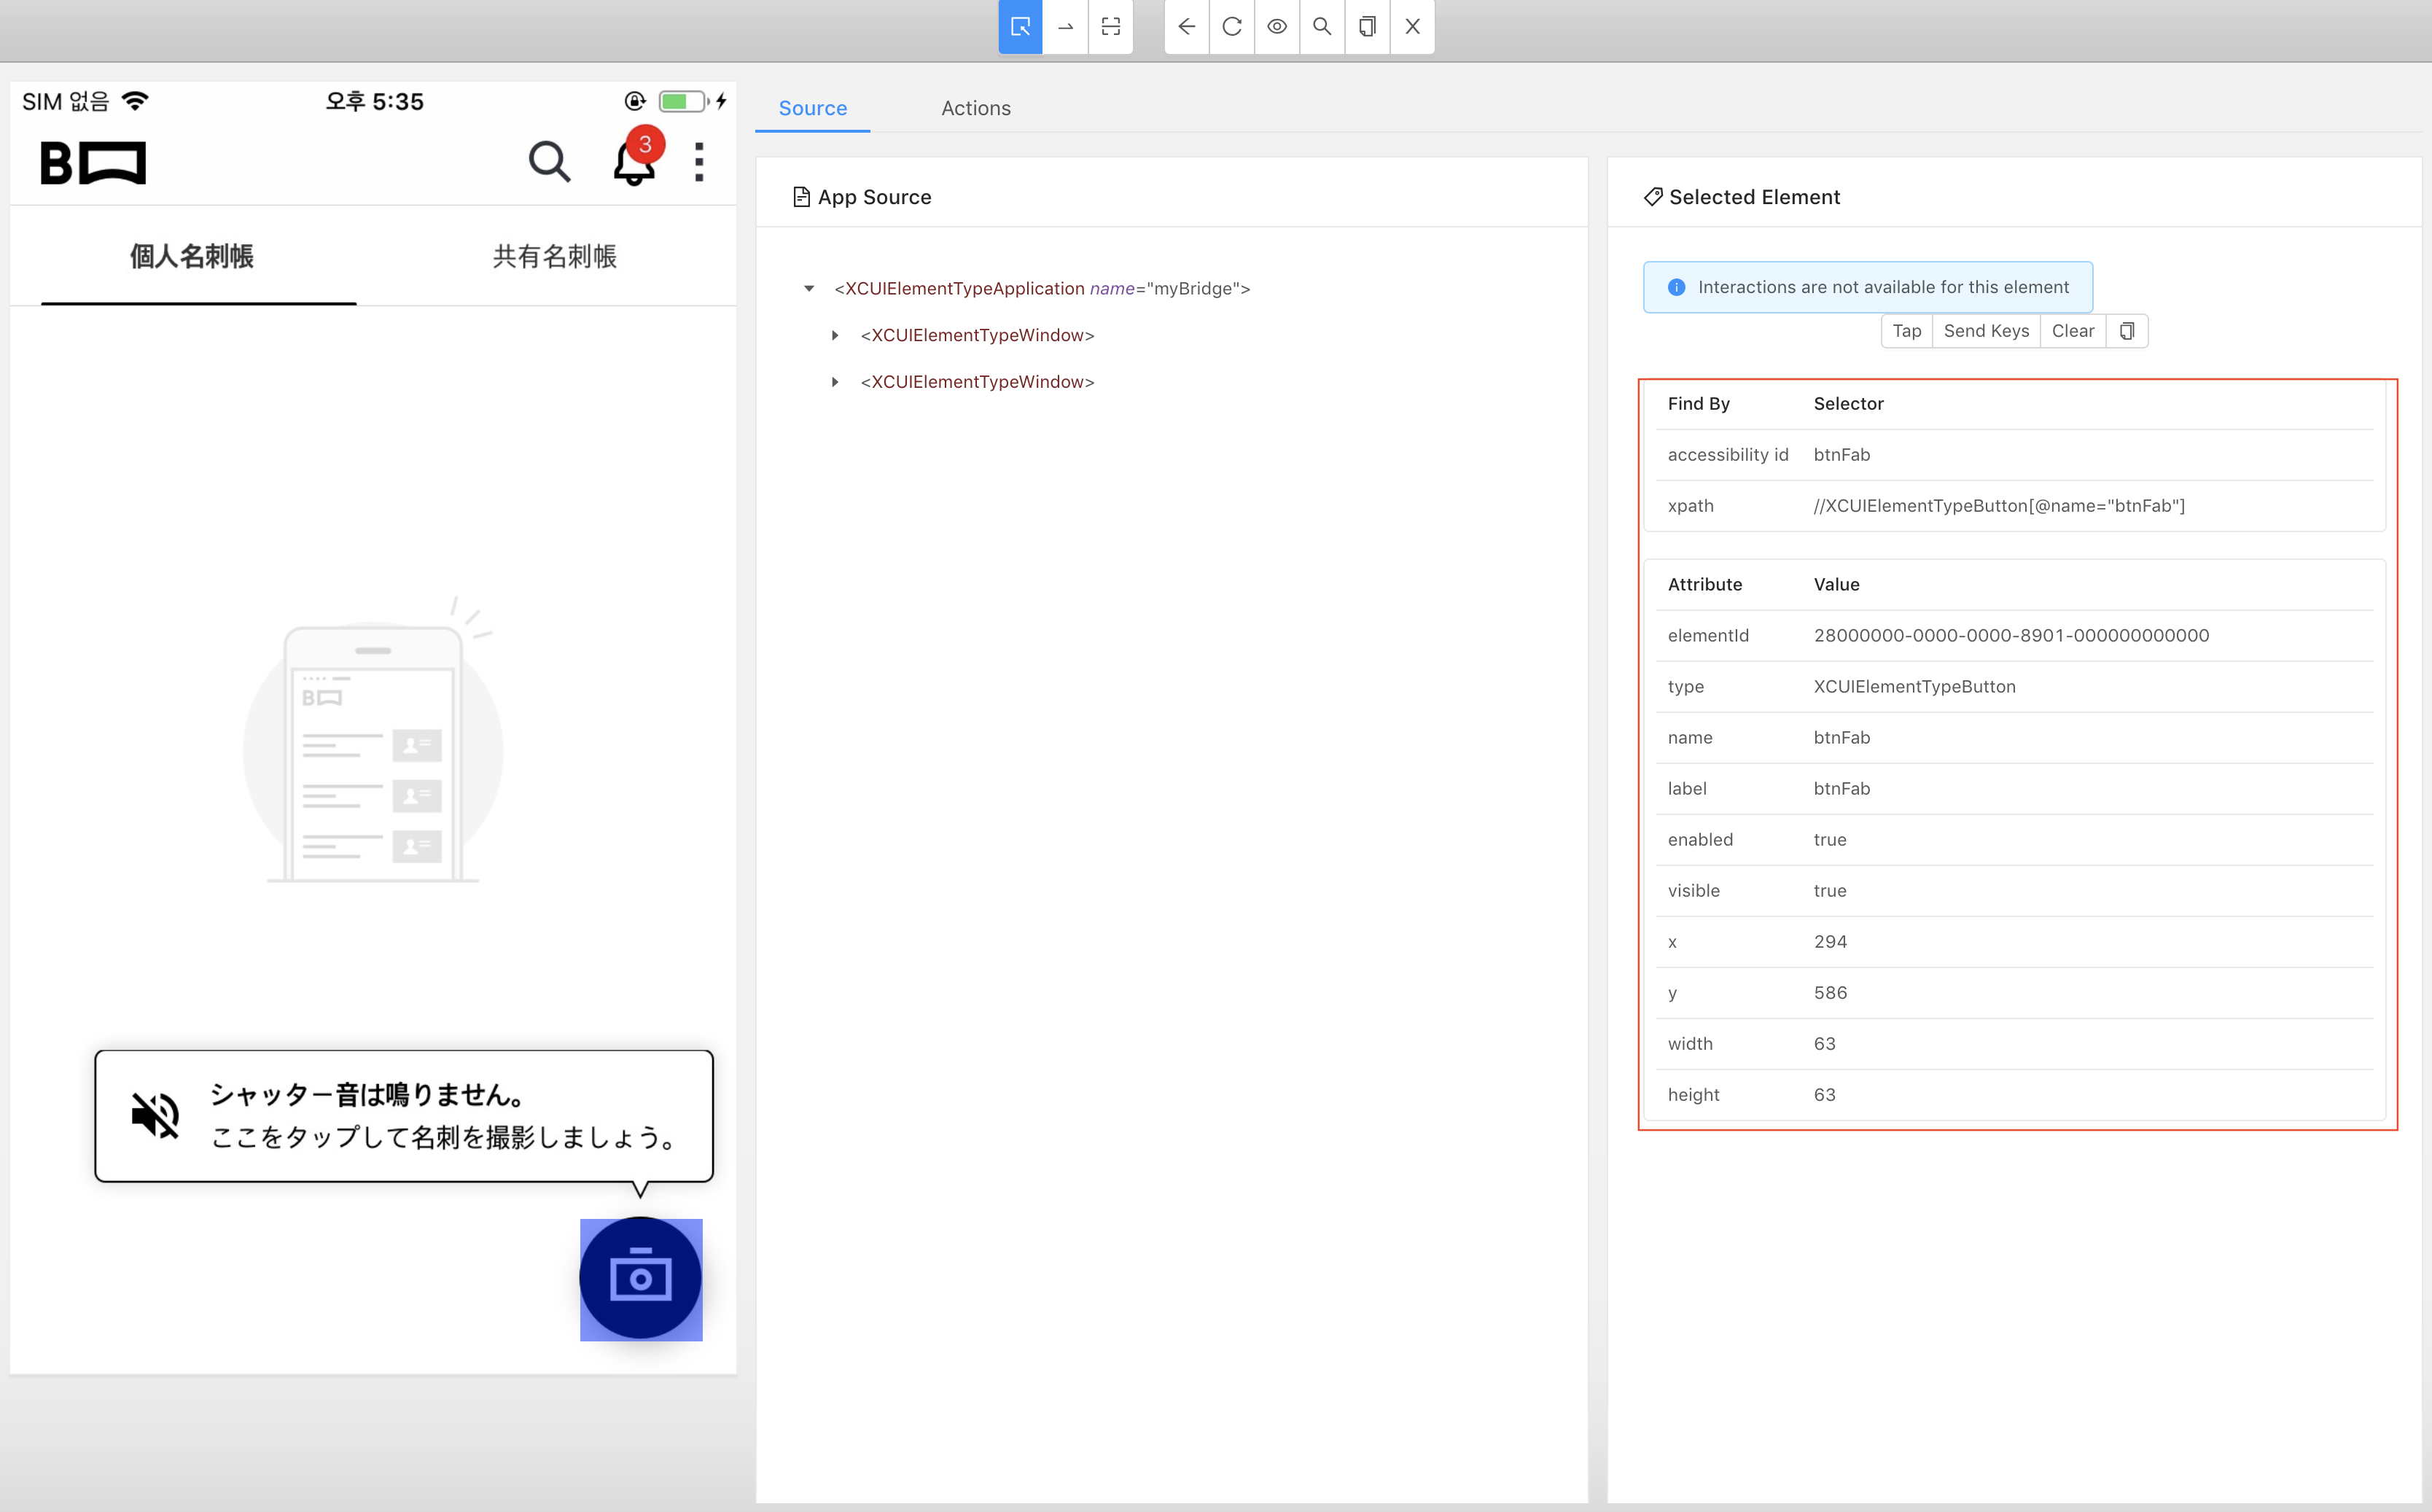 SIM 없음
오후 5:35
B
3
個人名刺帳
共有名刺帳
B
シャッター音は鳴りません。
ここをタップして名刺を撮影しましょう。
Source
Actions
App Source
<XCUIElementTypeApplication name="myBridge">
<XCUIElementTypeWindow>
<XCUIElementTypeWindow>
Selected Element
Interactions are not available for this element
Tap
Send Keys
Clear
Find By Selector
accessibility id btnFab
xpath //XCUIElementTypeButton[@name="btnFab"]
Attribute Value
elementId 28000000-0000-0000-8901-000000000000
type XCUIElementTypeButton
name btnFab
label btnFab
enabled true
visible true
x 294
y 586
width 63
height 63